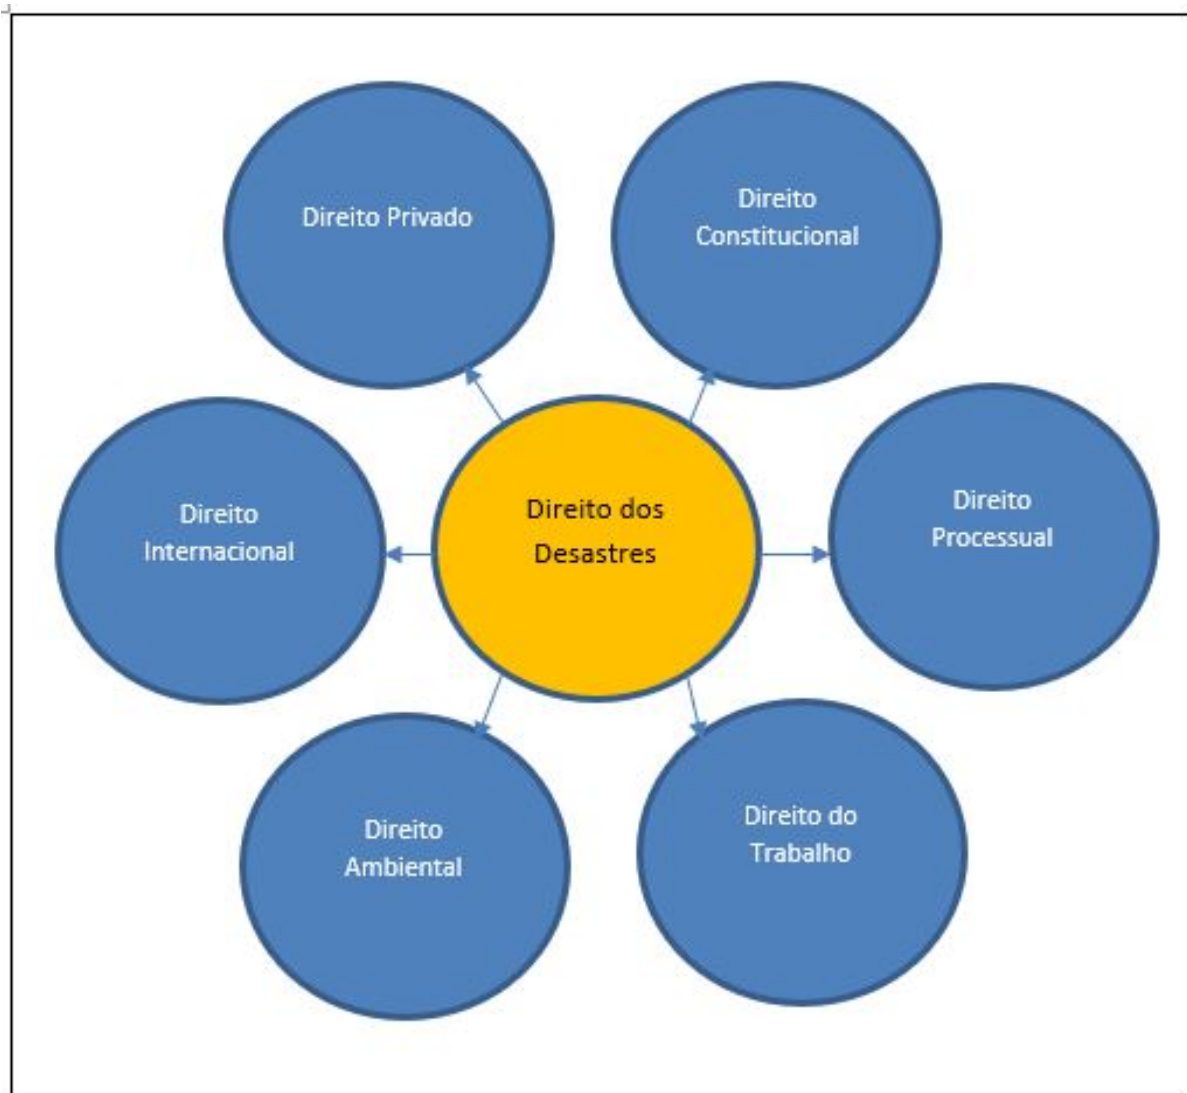 Direito Privado
Direito
Constitucional
Direito
Internacional
Direito dos
Desastres
Direito
Processual
Direito
Ambiental
Direito do
Trabalho